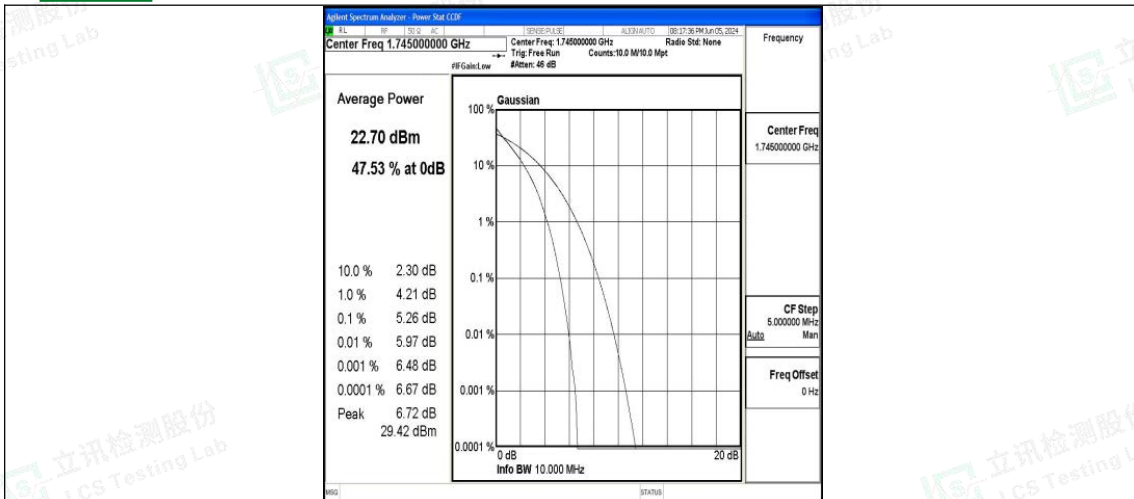 Agilent Spectrum Analyzer - Power Stat CCDF
RL RF 50 Ω AC SENSE:PULSE ALIGNAUTO 08:17:36 PM Jun 05, 2024
Center Freq 1.745000000 GHz
Center Freq: 1.745000000 GHz Radio Std: None
Trig: Free Run Counts:10.0 M/10.0 Mpt
#IFGain:Low #Atten: 46 dB
Frequency
Average Power
22.70 dBm
47.53 % at 0dB
10.0 % 2.30 dB
1.0 % 4.21 dB
0.1 % 5.26 dB
0.01 % 5.97 dB
0.001 % 6.48 dB
0.0001 % 6.67 dB
Peak 6.72 dB
29.42 dBm
Gaussian
100 %
10 %
1 %
0.1 %
0.01 %
0.001 %
0.0001 %
0 dB 20 dB
Info BW 10.000 MHz
Center Freq
1.745000000 GHz
CF Step
5.000000 MHz
Auto Man
Freq Offset
0 Hz
MSG STATUS
立讯检测股份
LCS Testing Lab
立讯检测股份
LCS Testing L